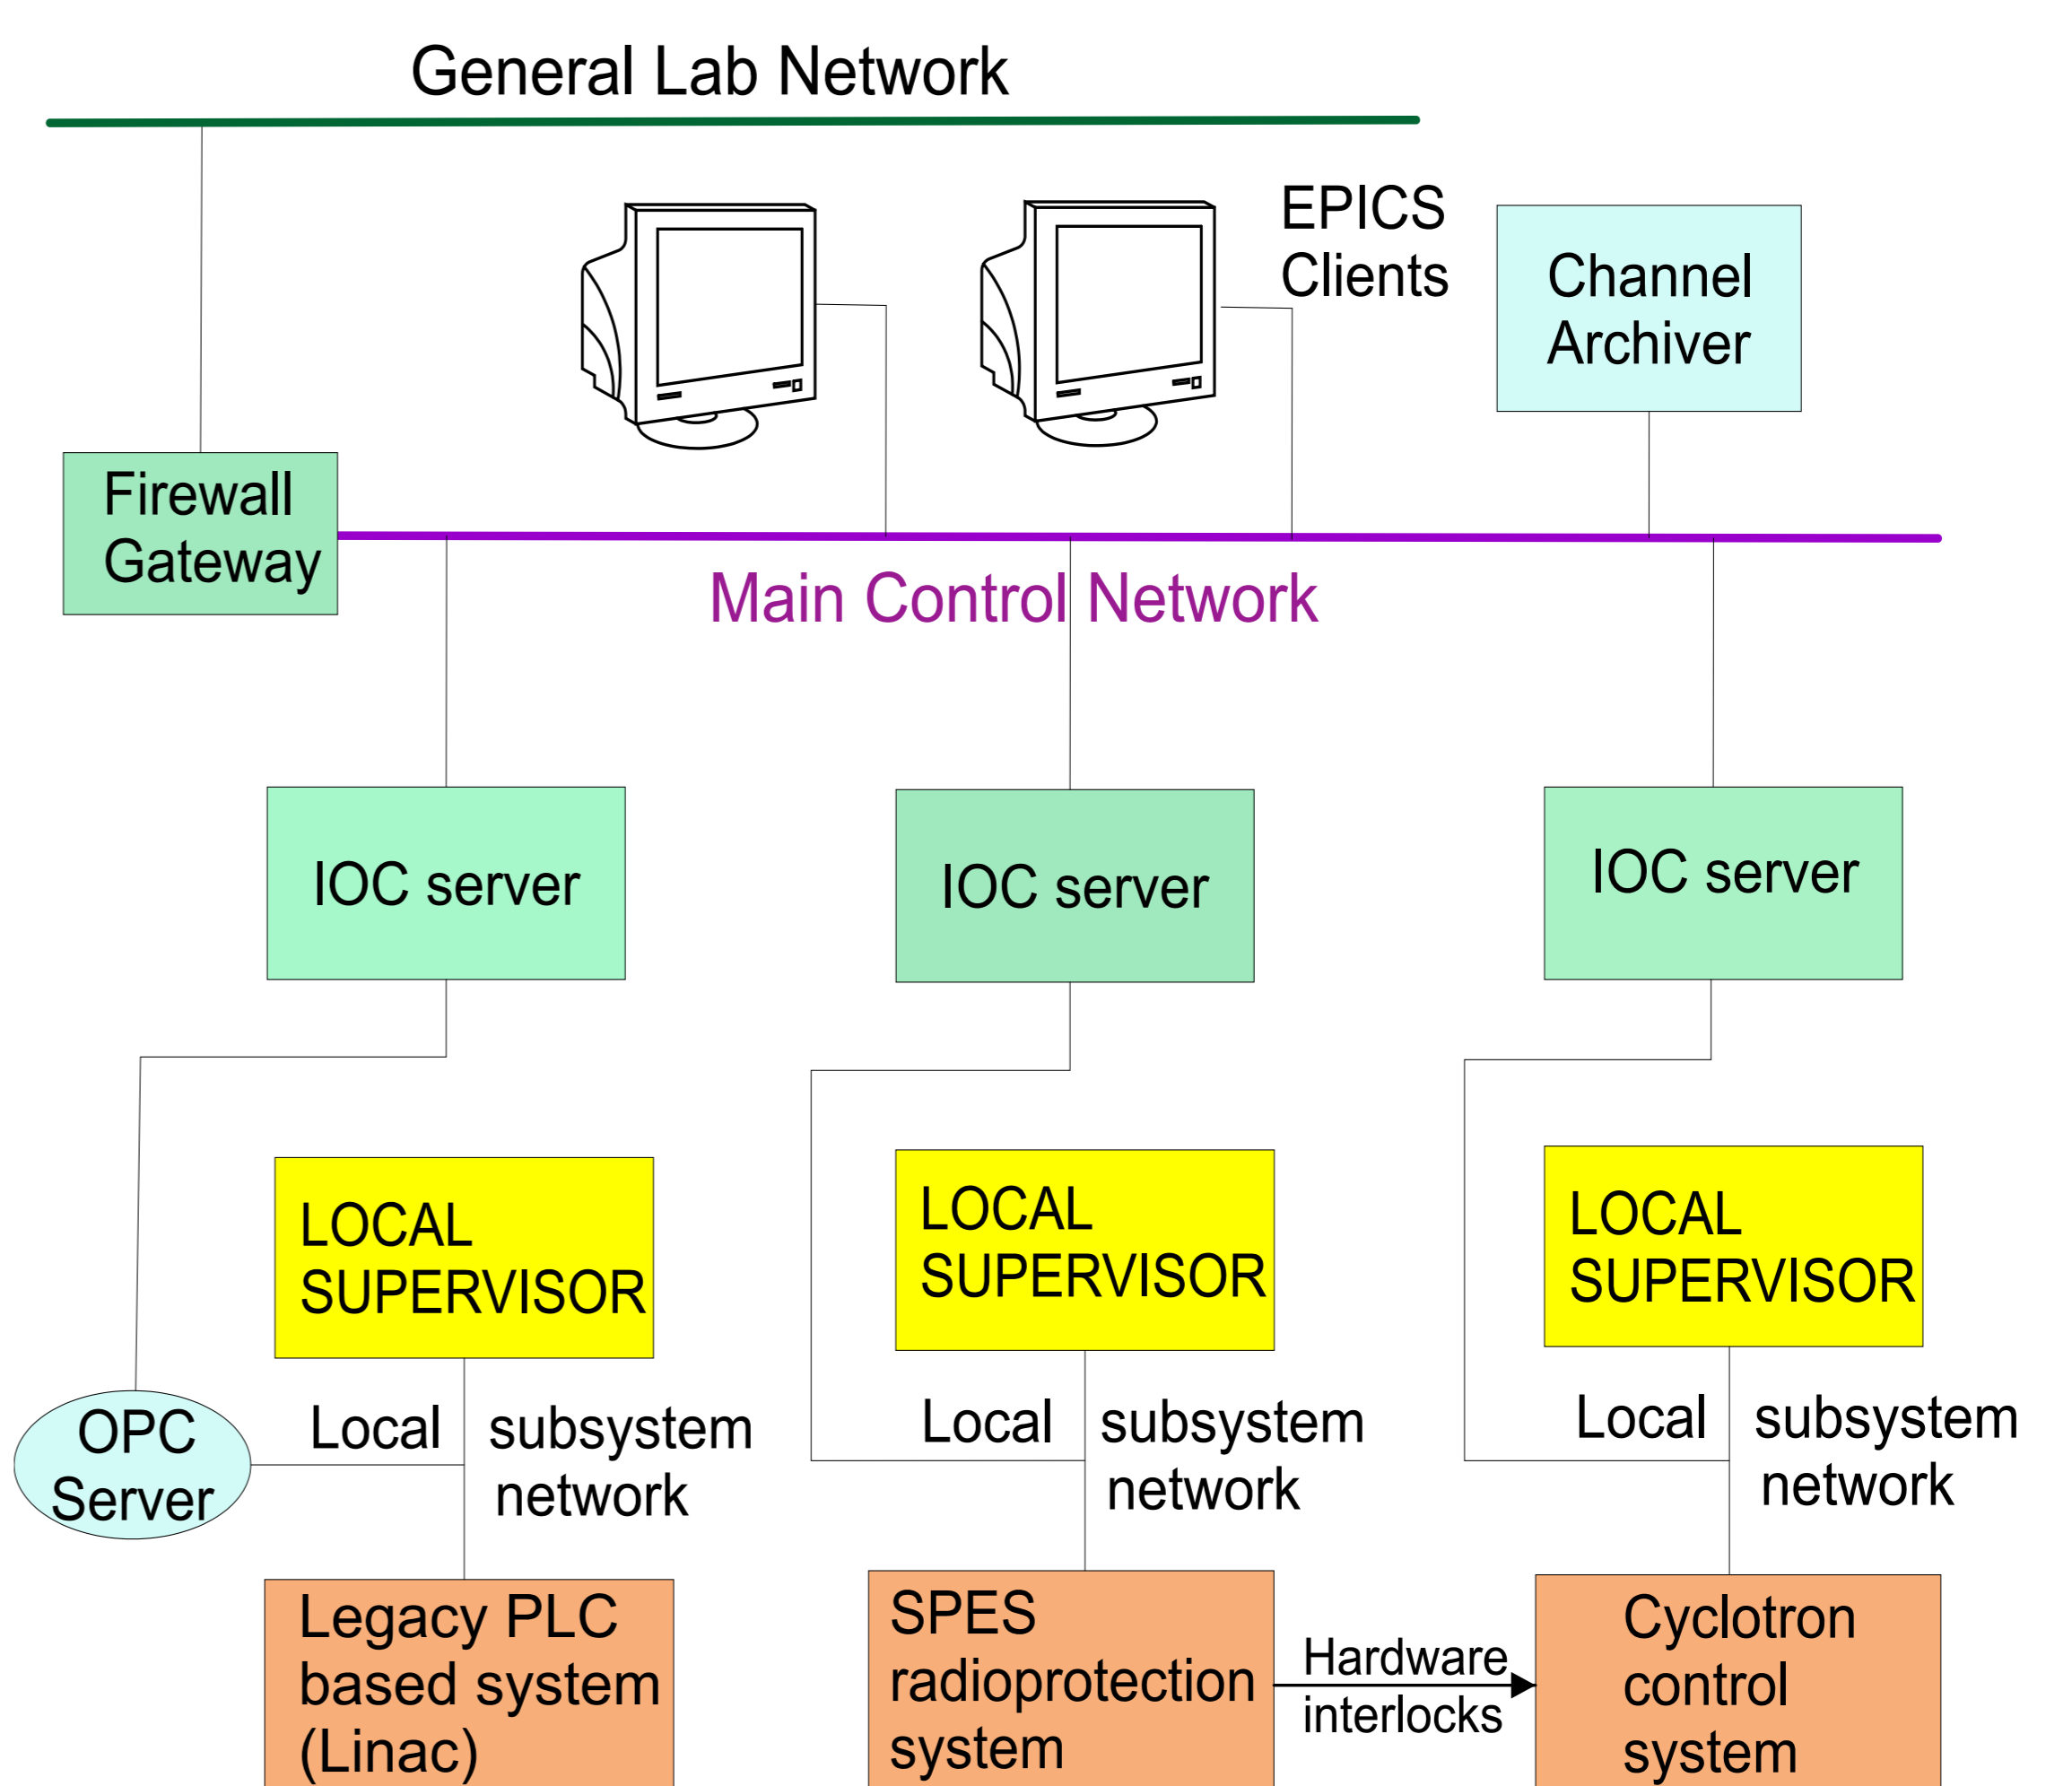 General Lab Network
EPICS
Clients
Channel
Archiver
Firewall
Gateway
Main Control Network
IOC server
IOC server
IOC server
LOCAL
SUPERVISOR
LOCAL
SUPERVISOR
LOCAL
SUPERVISOR
OPC
Server
Local subsystem
network
Local subsystem
network
Local subsystem
network
Legacy PLC
based system
(Linac)
SPES
radioprotection
system
Hardware
interlocks
Cyclotron
control
system